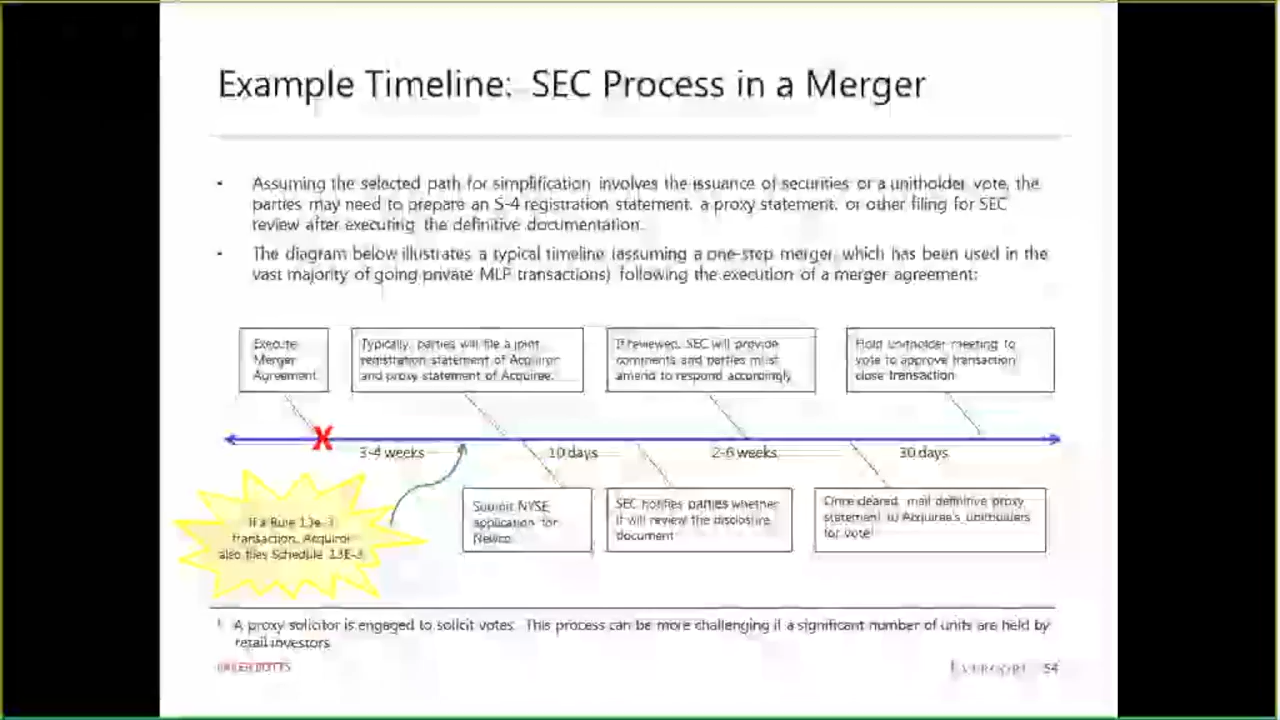 Example Timeline: SEC Process in a Merger
• Assuming the selected path for simplification involves the issuance of securities or a unitholder vote, the
parties may need to prepare an S-4 registration statement, a proxy statement, or other filing for SEC
review after executing the definitive documentation.
• The diagram below illustrates a typical timeline (assuming a one-step merger, which has been used in the
vast majority of going private MLP transactions) following the execution of a merger agreement:
Execute
Merger
Agreement
Typically, parties will file a joint
registration statement of Acquiror
and proxy statement of Acquiree.
If reviewed, SEC will provide
comments and parties must
amend to respond accordingly
Hold unitholder meeting to
vote to approve transaction
close transaction
X
3-4 weeks
10 days
2-6 weeks
30 days
If a Rule 13e-3
transaction, Acquiror
also files Schedule 13E-3
Submit NYSE
application for
Newco
SEC notifies parties whether
it will review the disclosure
document
Once cleared, mail definitive proxy
statement to Acquiree's unitholders
for vote¹
¹ A proxy solicitor is engaged to solicit votes. This process can be more challenging if a significant number of units are held by
retail investors
BAKER BOTTS
EVERCORE 54